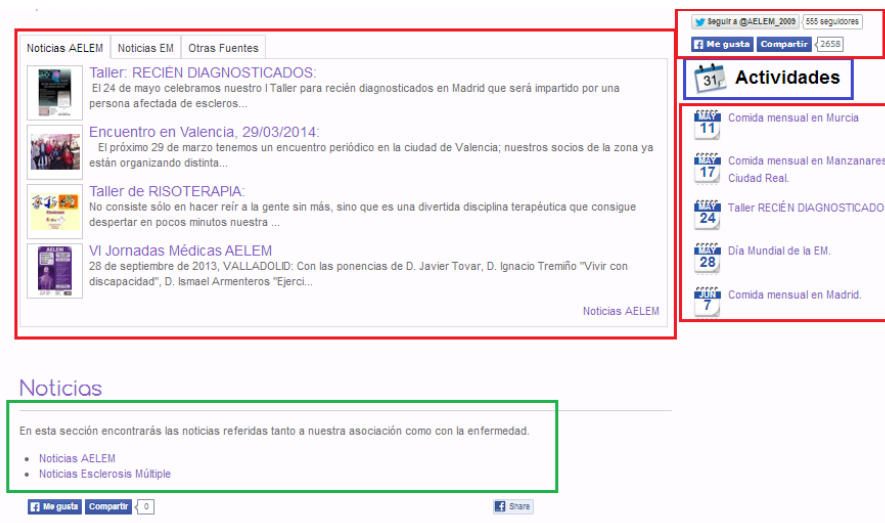 Noticias AELEM
Noticias EM
Otras Fuentes
Taller: RECIÉN DIAGNOSTICADOS:
El 24 de mayo celebramos nuestro I Taller para recién diagnosticados en Madrid que será impartido por una
persona afectada de escleros...
Encuentro en Valencia, 29/03/2014:
El próximo 29 de marzo tenemos un encuentro periódico en la ciudad de Valencia; nuestros socios de la zona ya
están organizando distinta...
Taller de RISOTERAPIA:
No consiste sólo en hacer reír a la gente sin más, sino que es una divertida disciplina terapéutica que consigue
despertar en pocos minutos nuestra ...
VI Jornadas Médicas AELEM
28 de septiembre de 2013, VALLADOLID: Con las ponencias de D. Javier Tovar, D. Ignacio Tremiño "Vivir con
discapacidad", D. Ismael Armenteros "Ejerci...
Noticias AELEM
Seguir a @AELEM_2009 555 seguidores
Me gusta Compartir 2658
31 Actividades
MAY 11 Comida mensual en Murcia
MAY 17 Comida mensual en Manzanares
Ciudad Real.
MAY 24 Taller RECIÉN DIAGNOSTICADO
MAY 28 Día Mundial de la EM.
JUN 7 Comida mensual en Madrid.
Noticias
En esta sección encontrarás las noticias referidas tanto a nuestra asociación como con la enfermedad.
Noticias AELEM
Noticias Esclerosis Múltiple
Me gusta Compartir 0
Share